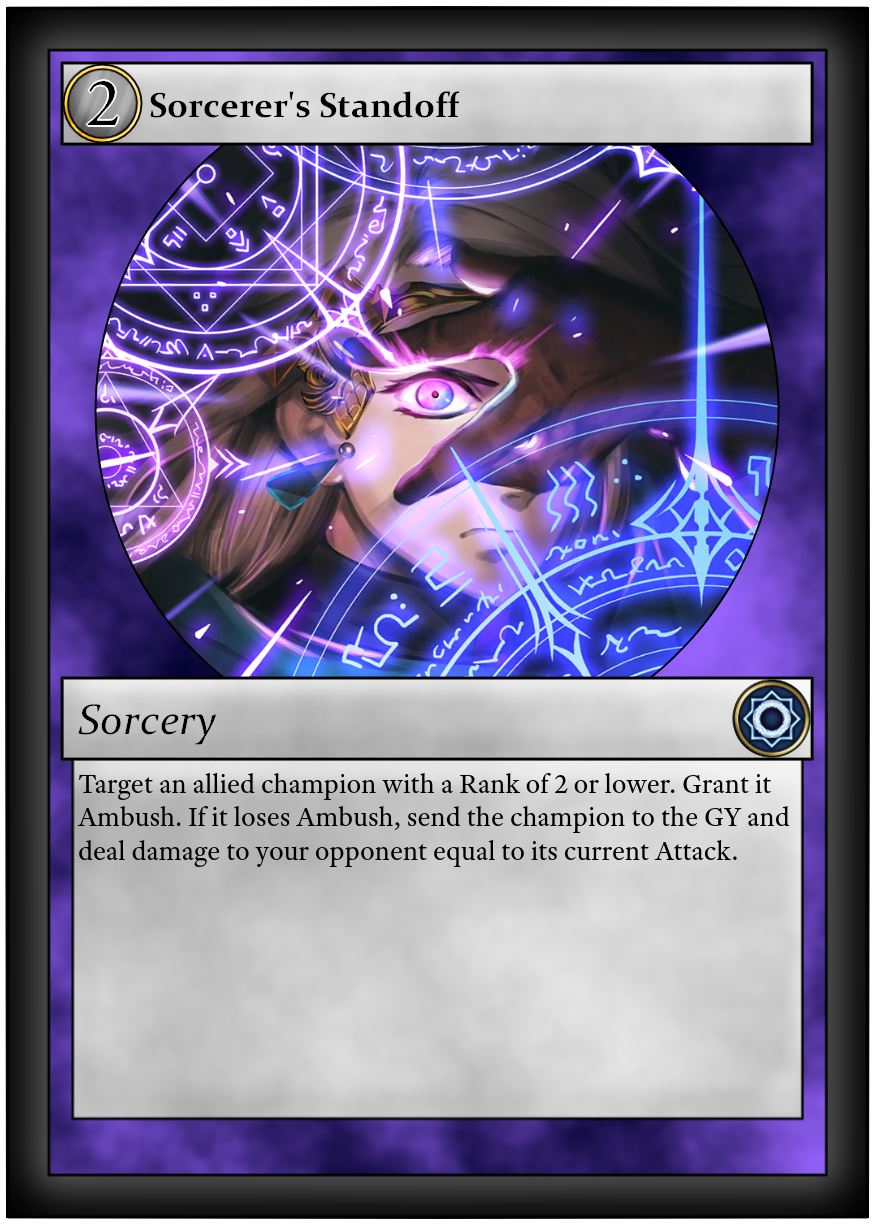 2 Sorcerer's Standoff
Sorcery
Target an allied champion with a Rank of 2 or lower. Grant it
Ambush. If it loses Ambush, send the champion to the GY and
deal damage to your opponent equal to its current Attack.